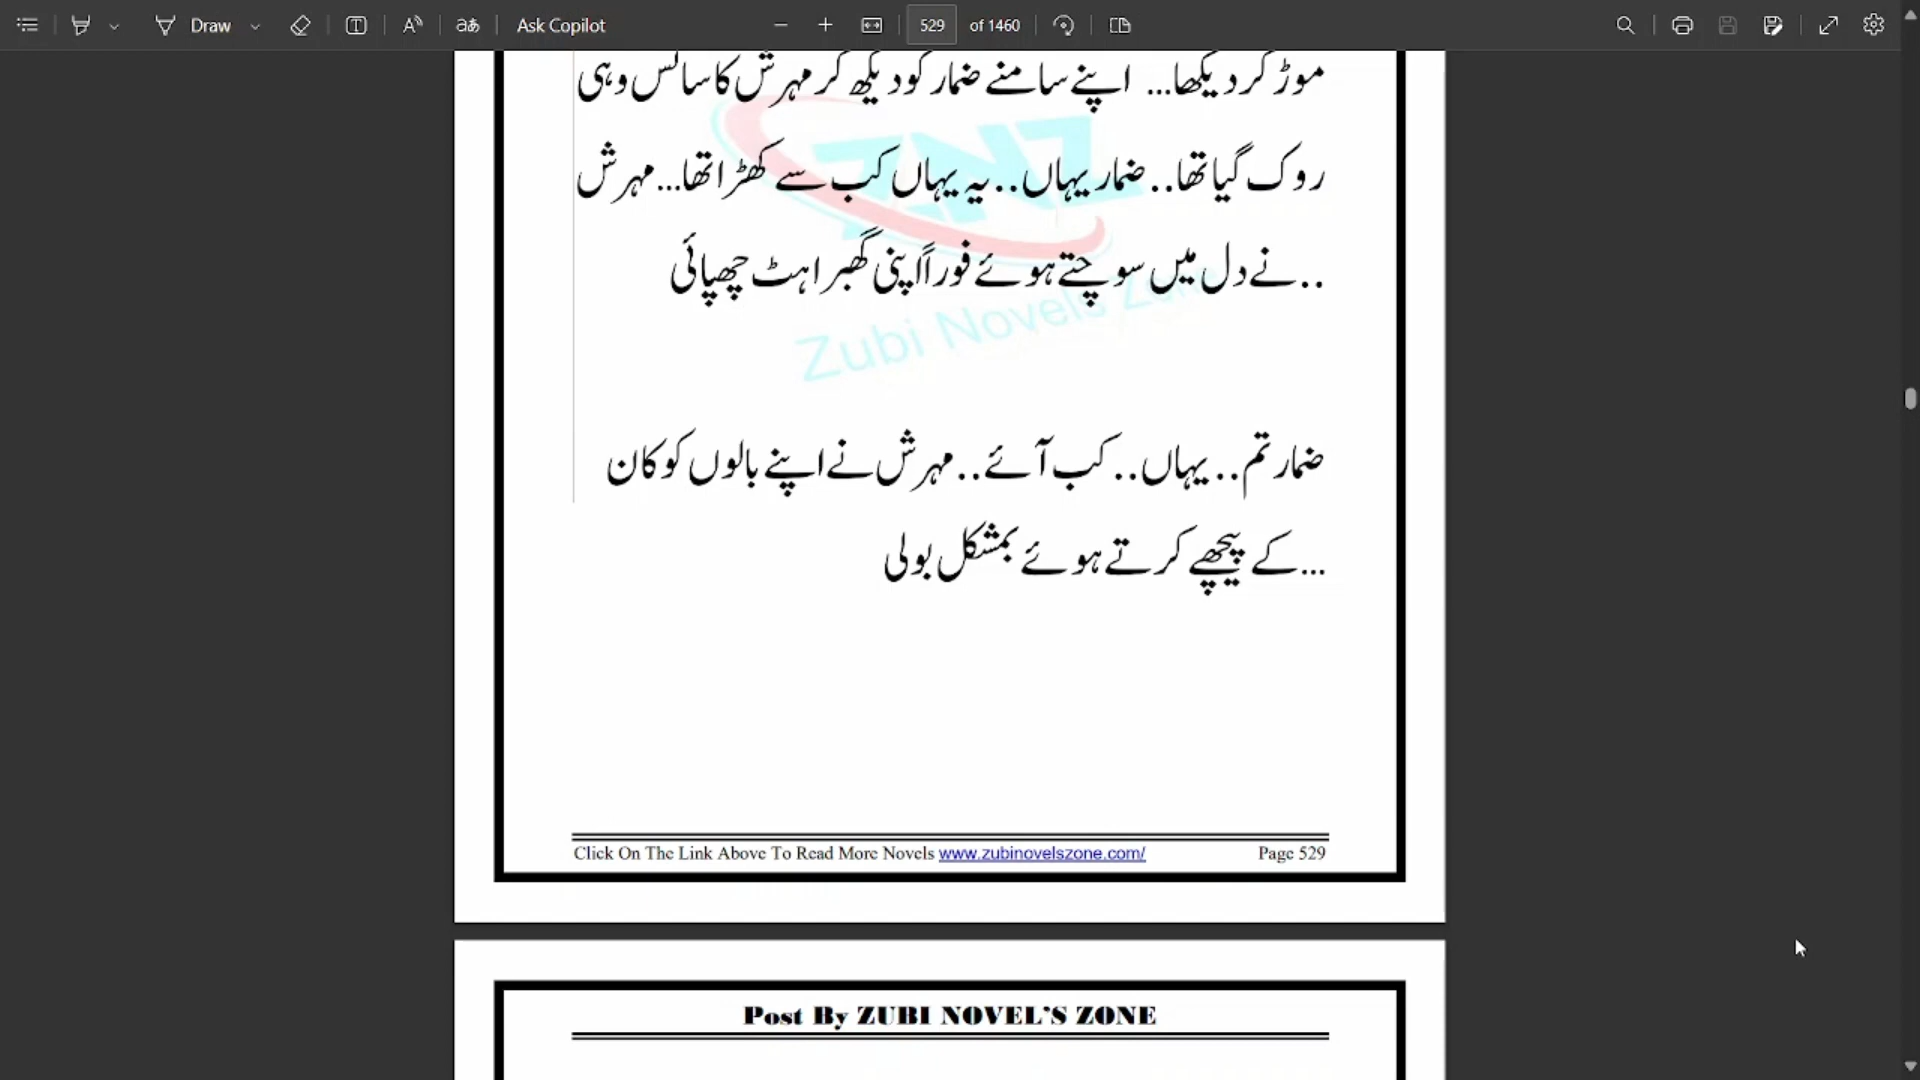 Draw
Ask Copilot
529 of 1460
موڑ کر دیکھا... اپنے سامنے ضمار کو دیکھ کر مہرش کا سانس وہی
روک گیا تھا.. ضمار یہاں.. یہ یہاں کب سے کھڑا تھا... مہرش
..نے دل میں سوچتے ہوئے فوراً اپنی گھبراہٹ چھپائی
ZNZ
Zubi Novels Zone
ضمار تم.. یہاں.. کب آئے.. مہرش نے اپنے بالوں کو کان
...کے پیچھے کرتے ہوئے بمشکل بولی
Click On The Link Above To Read More Novels www.zubinovelszone.com/ Page 529
Post By ZUBI NOVEL'S ZONE